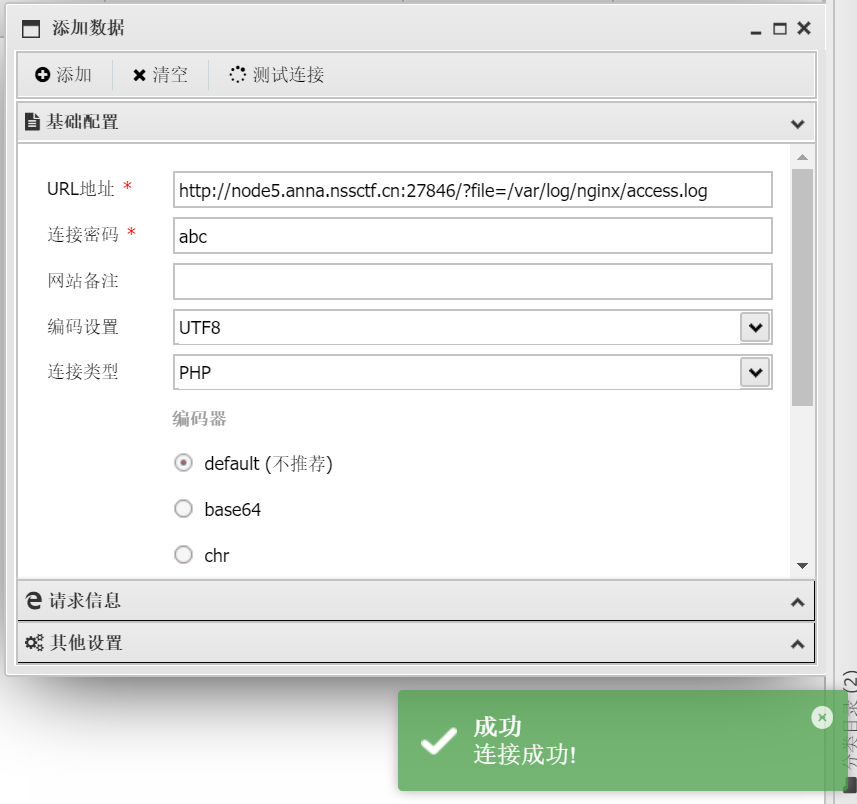 添加数据
添加 清空 测试连接
基础配置
URL地址 * http://node5.anna.nssctf.cn:27846/?file=/var/log/nginx/access.log
连接密码 * abc
网站备注
编码设置 UTF8
连接类型 PHP
编码器
default (不推荐)
base64
chr
请求信息
其他设置
成功
连接成功!
分类目录 (2)